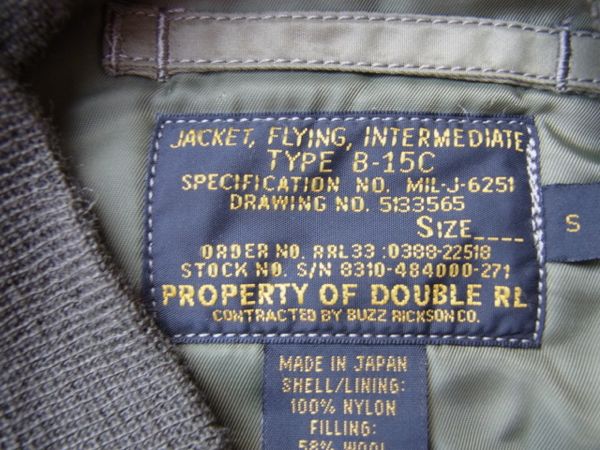 JACKET, FLYING, INTERMEDIATE
TYPE B-15C
SPECIFICATION NO. MIL-J-6251
DRAWING NO. 5133565
SIZE____
S
ORDER NO. RRL33:0388-22518
STOCK NO. S/N 8310-484000-271
PROPERTY OF DOUBLE RL
CONTRACTED BY BUZZ RICKSON CO.
MADE IN JAPAN
SHELL/LINING:
100% NYLON
FILLING:
58% WOOL